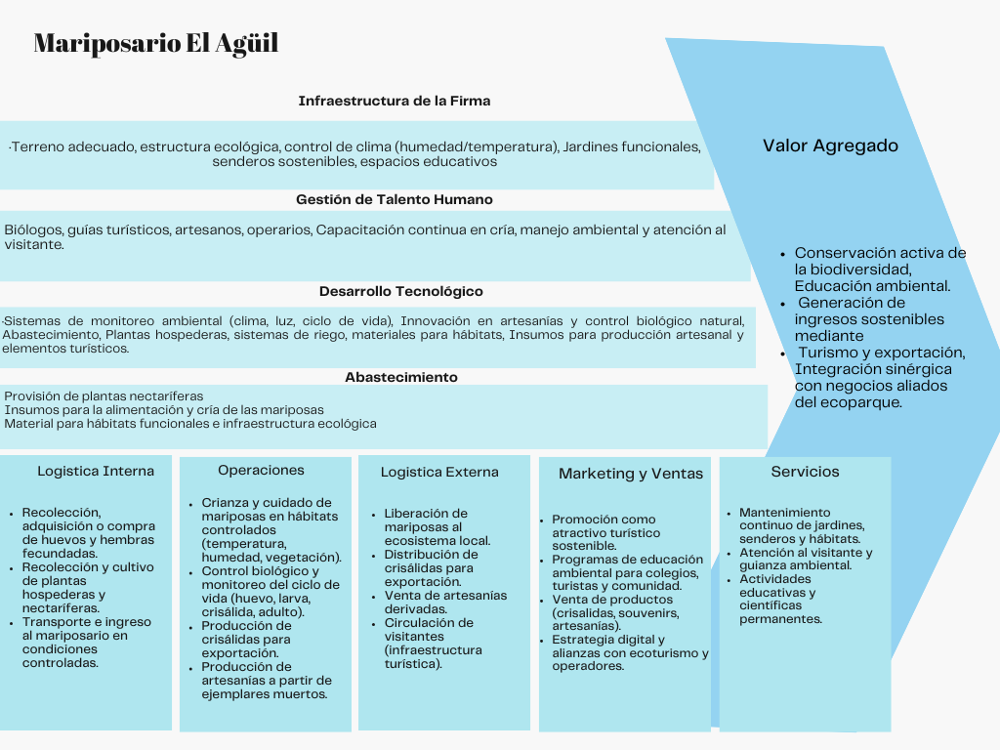 Mariposario El Agüil
Infraestructura de la Firma
·Terreno adecuado, estructura ecológica, control de clima (humedad/temperatura), Jardines funcionales,
senderos sostenibles, espacios educativos
Gestión de Talento Humano
Biólogos, guías turísticos, artesanos, operarios, Capacitación continua en cría, manejo ambiental y atención al
visitante.
Desarrollo Tecnológico
·Sistemas de monitoreo ambiental (clima, luz, ciclo de vida), Innovación en artesanías y control biológico natural,
Abastecimiento, Plantas hospederas, sistemas de riego, materiales para hábitats, Insumos para producción artesanal y
elementos turísticos.
Abastecimiento
Provisión de plantas nectaríferas
Insumos para la alimentación y cría de las mariposas
Material para hábitats funcionales e infraestructura ecológica
Valor Agregado
• Conservación activa de
la biodiversidad,
Educación ambiental.
• Generación de
ingresos sostenibles
mediante
• Turismo y exportación,
Integración sinérgica
con negocios aliados
del ecoparque.
Logistica Interna
• Recolección,
adquisición o compra
de huevos y hembras
fecundadas.
• Recolección y cultivo
de plantas
hospederas y
nectaríferas.
• Transporte e ingreso
al mariposario en
condiciones
controladas.
Operaciones
• Crianza y cuidado de
mariposas en hábitats
controlados
(temperatura,
humedad, vegetación).
• Control biológico y
monitoreo del ciclo de
vida (huevo, larva,
crisálida, adulto).
• Producción de
crisálidas para
exportación.
• Producción de
artesanías a partir de
ejemplares muertos.
Logistica Externa
• Liberación de
mariposas al
ecosistema local.
• Distribución de
crisálidas para
exportación.
• Venta de artesanías
derivadas.
• Circulación de
visitantes
(infraestructura
turística).
Marketing y Ventas
• Promoción como
atractivo turístico
sostenible.
• Programas de educación
ambiental para colegios,
turistas y comunidad.
• Venta de productos
(crisalidas, souvenirs,
artesanías).
• Estrategia digital y
alianzas con ecoturismo y
operadores.
Servicios
• Mantenimiento
continuo de jardines,
senderos y hábitats.
• Atención al visitante y
guianza ambiental.
• Actividades
educativas y
científicas
permanentes.